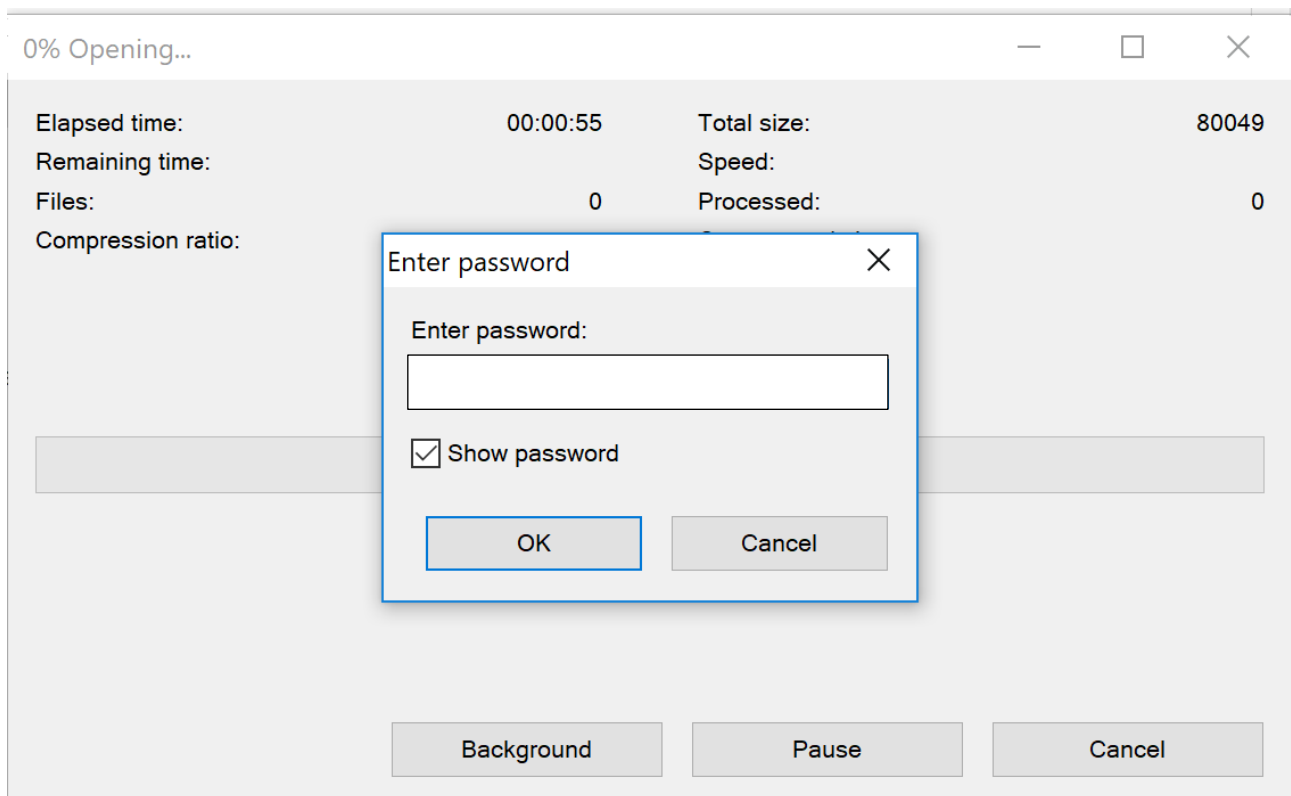 0% Opening...
Elapsed time: 00:00:55 Total size: 80049
Remaining time: Speed:
Files: 0 Processed: 0
Compression ratio:
Enter password
Enter password:
Show password
OK Cancel
Background Pause Cancel